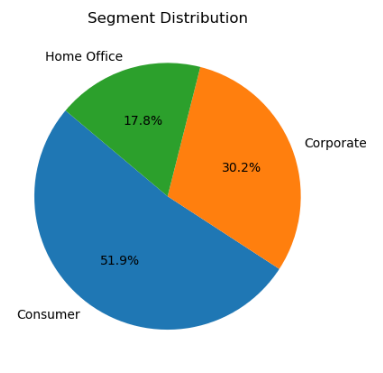 Segment Distribution
Home Office
17.8%
Corporate
30.2%
51.9%
Consumer